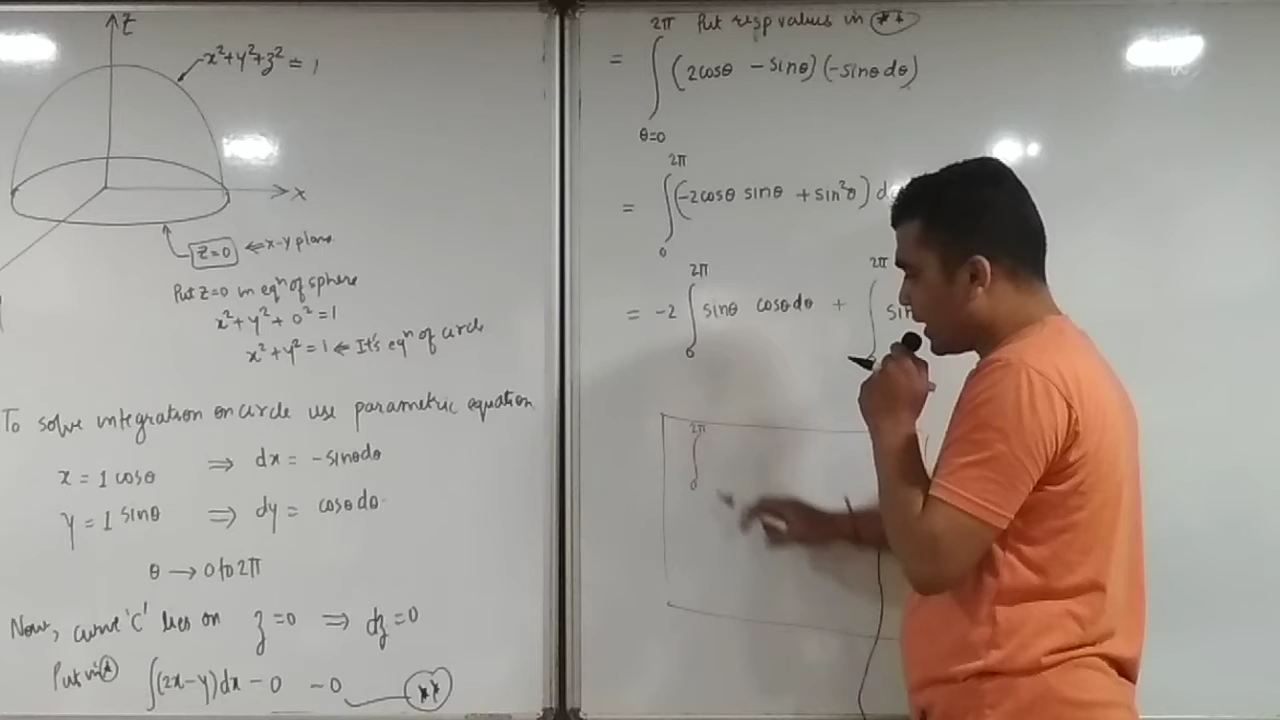 Z
x²+y²+z² = 1
x
z=0 ⇐ x-y plane
Put z=0 in eqⁿ of sphere
x²+y²+0²=1
x²+y²=1 ← It's eqⁿ of circle
To solve integration on circle use parametric equation
x = 1 cosθ ⇒ dx = -sinθdθ
y = 1 sinθ ⇒ dy = cosθdθ
θ → 0 to 2π
Now, curve 'C' lies on z=0 ⇒ dz=0
Put in * ∫(2x-y)dx - 0 - 0 **
2π Put resp values in **
= ∫ (2cosθ - sinθ)(-sinθdθ)
θ=0
2π
= ∫(-2cosθ sinθ + sin²θ) dθ
0
2π 2π
= -2 ∫ sinθ cosθdθ + ∫ sin
0
2π
∫
0